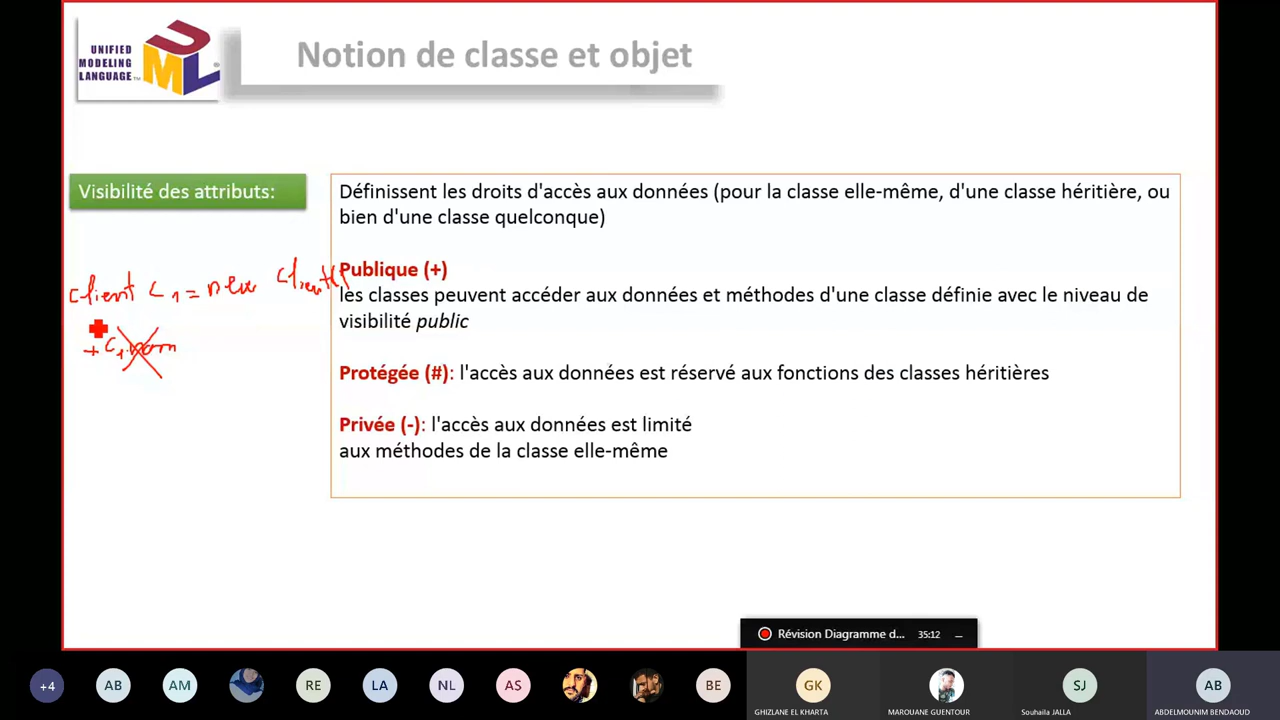 UNIFIED
MODELING
LANGUAGE™
UML
Notion de classe et objet
Visibilité des attributs:
Définissent les droits d'accès aux données (pour la classe elle-même, d'une classe héritière, ou
bien d'une classe quelconque)
Client C1 = new Client()
Publique (+)
les classes peuvent accéder aux données et méthodes d'une classe définie avec le niveau de
visibilité public
+ C1.nom
Protégée (#): l'accès aux données est réservé aux fonctions des classes héritières
Privée (-): l'accès aux données est limité
aux méthodes de la classe elle-même
Révision Diagramme d... 35:12
+4 AB AM RE LA NL AS BE GK SJ AB
GHIZLANE EL KHARTA MAROUANE GUENTOUR Souhaila JALLA ABDELMOUNIM BENDAOUD